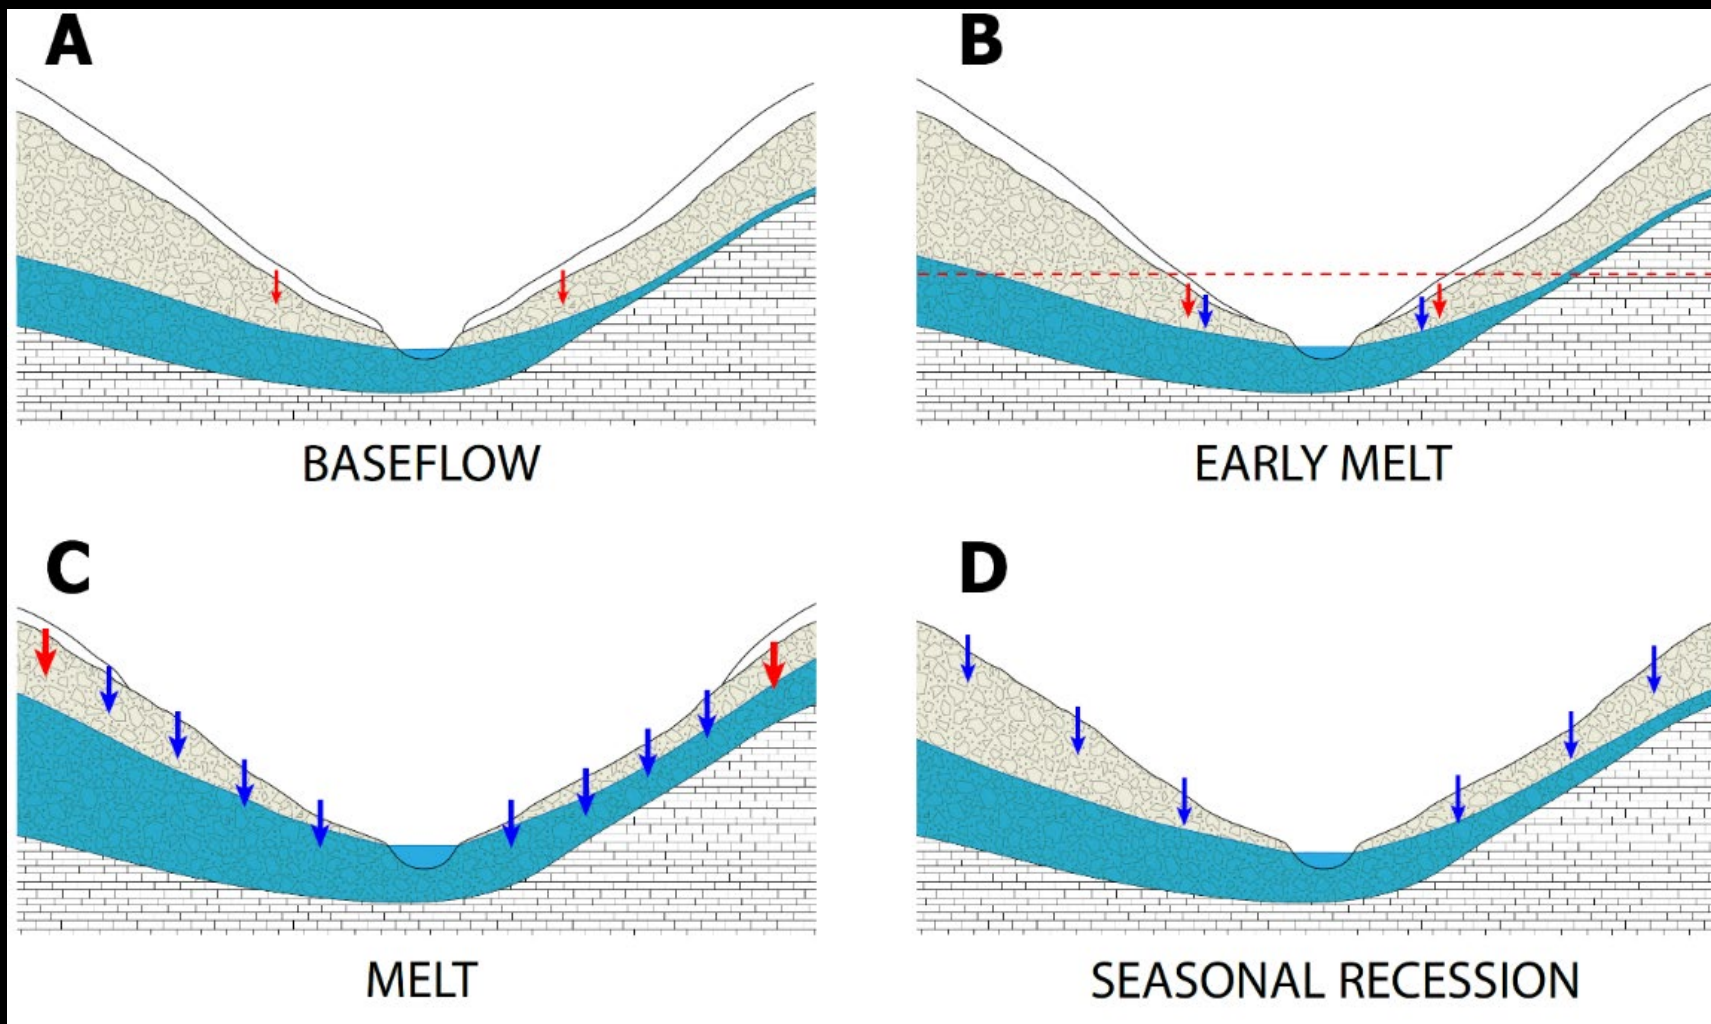 A
B
BASEFLOW
EARLY MELT
C
D
MELT
SEASONAL RECESSION